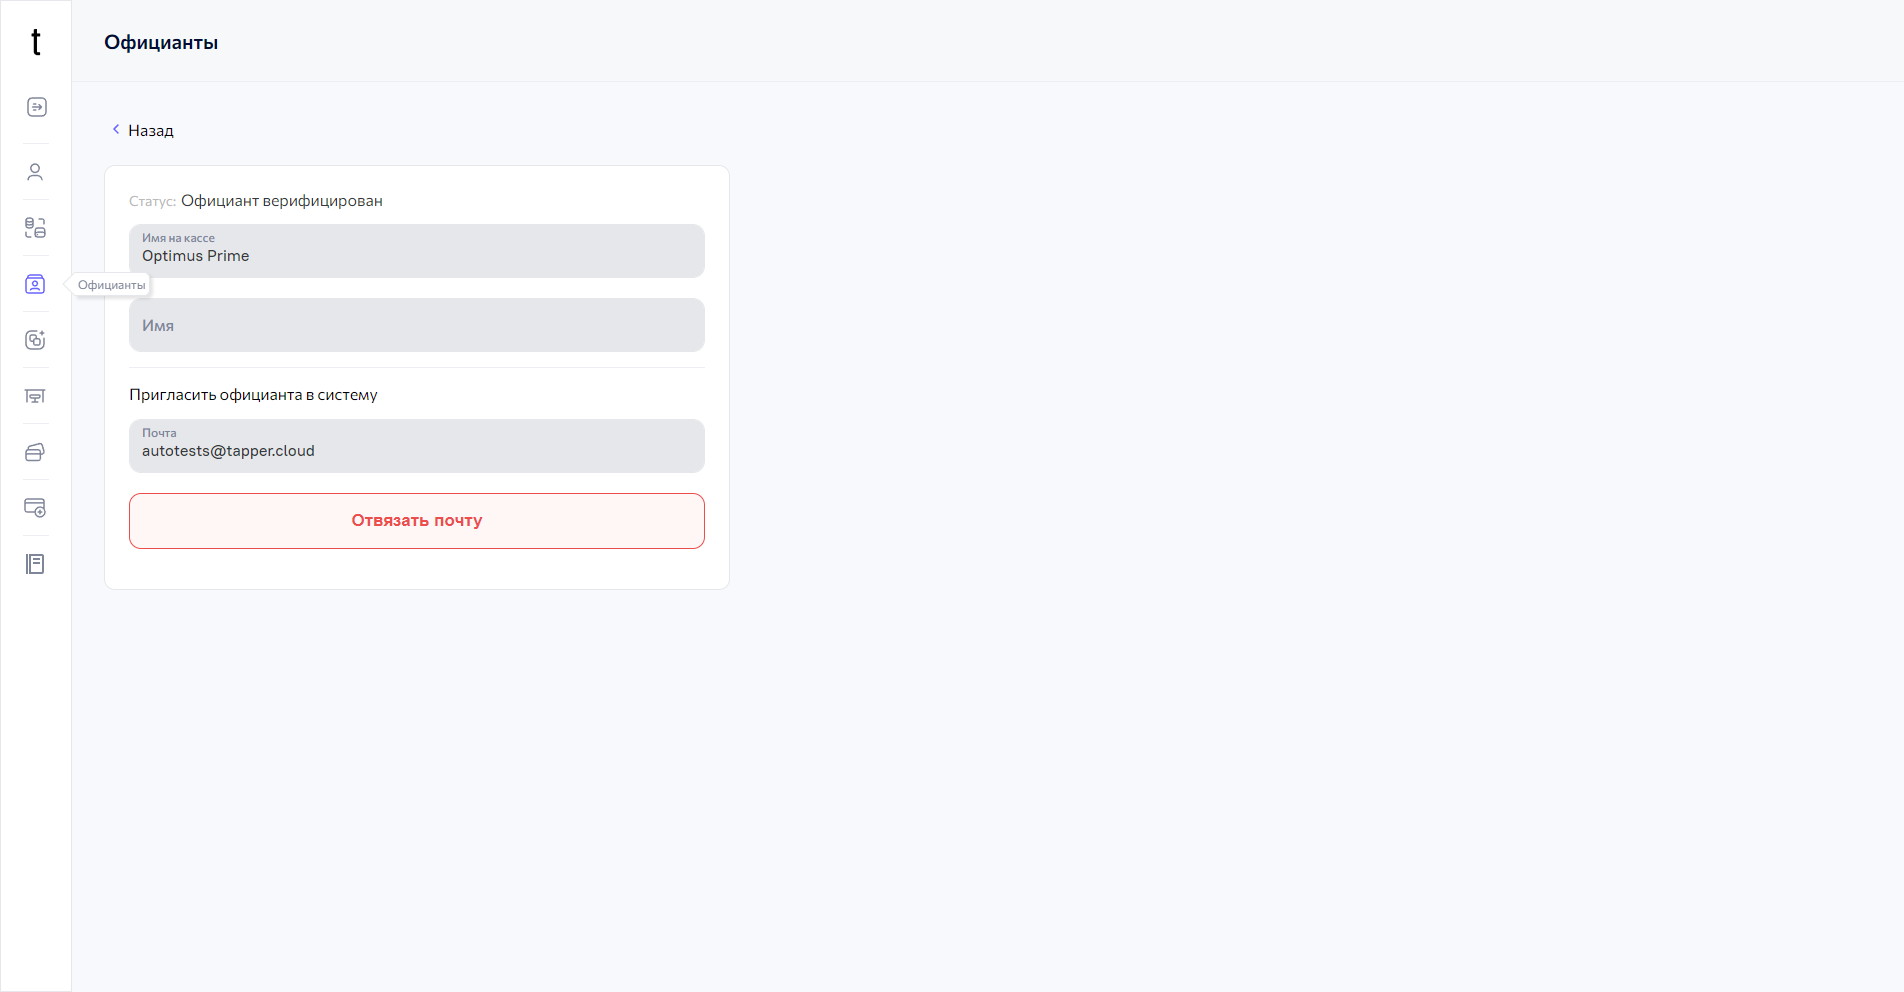 t
Официанты
Назад
Статус: Официант верифицирован
Имя на кассе
Optimus Prime
Официанты
Имя
Пригласить официанта в систему
Почта
autotests@tapper.cloud
Отвязать почту